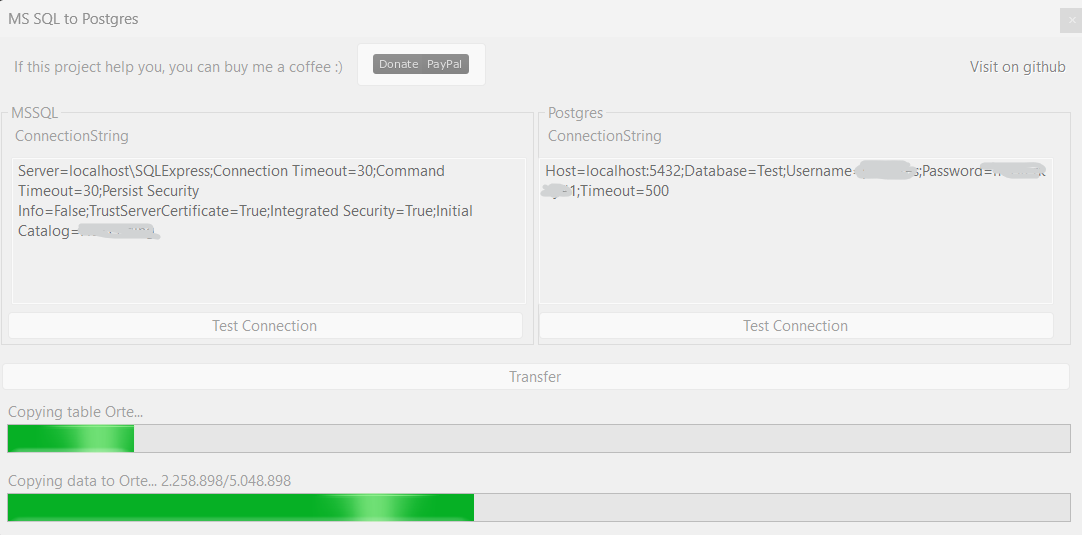 MS SQL to Postgres
If this project help you, you can buy me a coffee :)
Donate PayPal
Visit on github
MSSQL
ConnectionString
Server=localhost\SQLExpress;Connection Timeout=30;Command
Timeout=30;Persist Security
Info=False;TrustServerCertificate=True;Integrated Security=True;Initial
Catalog=
Test Connection
Postgres
ConnectionString
Host=localhost:5432;Database=Test;Username=
;Password=
1;Timeout=500
Test Connection
Transfer
Copying table Orte...
Copying data to Orte... 2.258.898/5.048.898